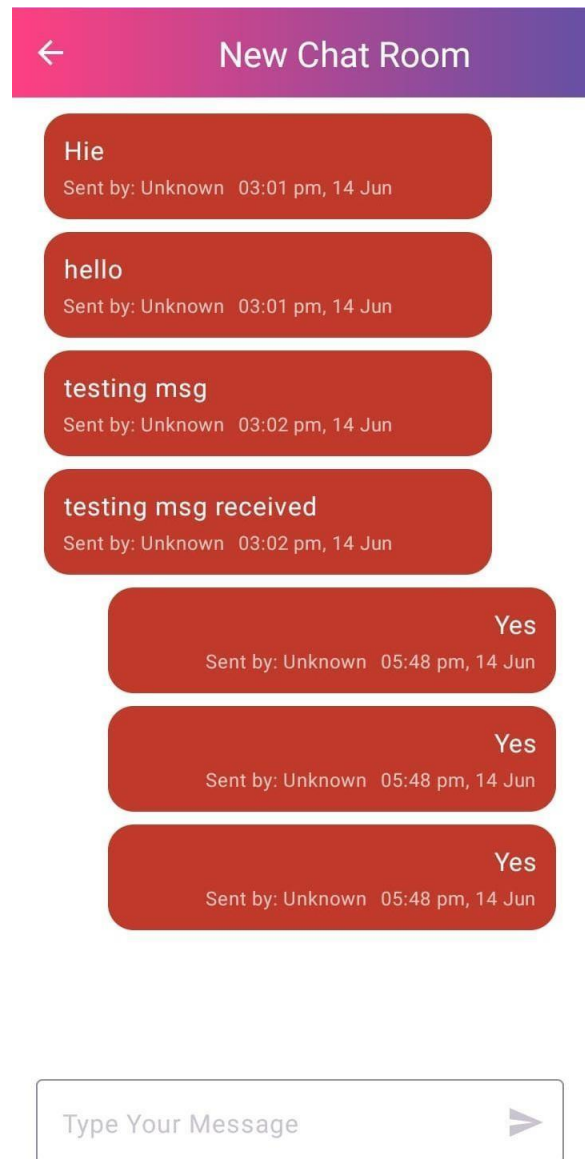 New Chat Room
Hie
Sent by: Unknown 03:01 pm, 14 Jun
hello
Sent by: Unknown 03:01 pm, 14 Jun
testing msg
Sent by: Unknown 03:02 pm, 14 Jun
testing msg received
Sent by: Unknown 03:02 pm, 14 Jun
Yes
Sent by: Unknown 05:48 pm, 14 Jun
Yes
Sent by: Unknown 05:48 pm, 14 Jun
Yes
Sent by: Unknown 05:48 pm, 14 Jun
Type Your Message